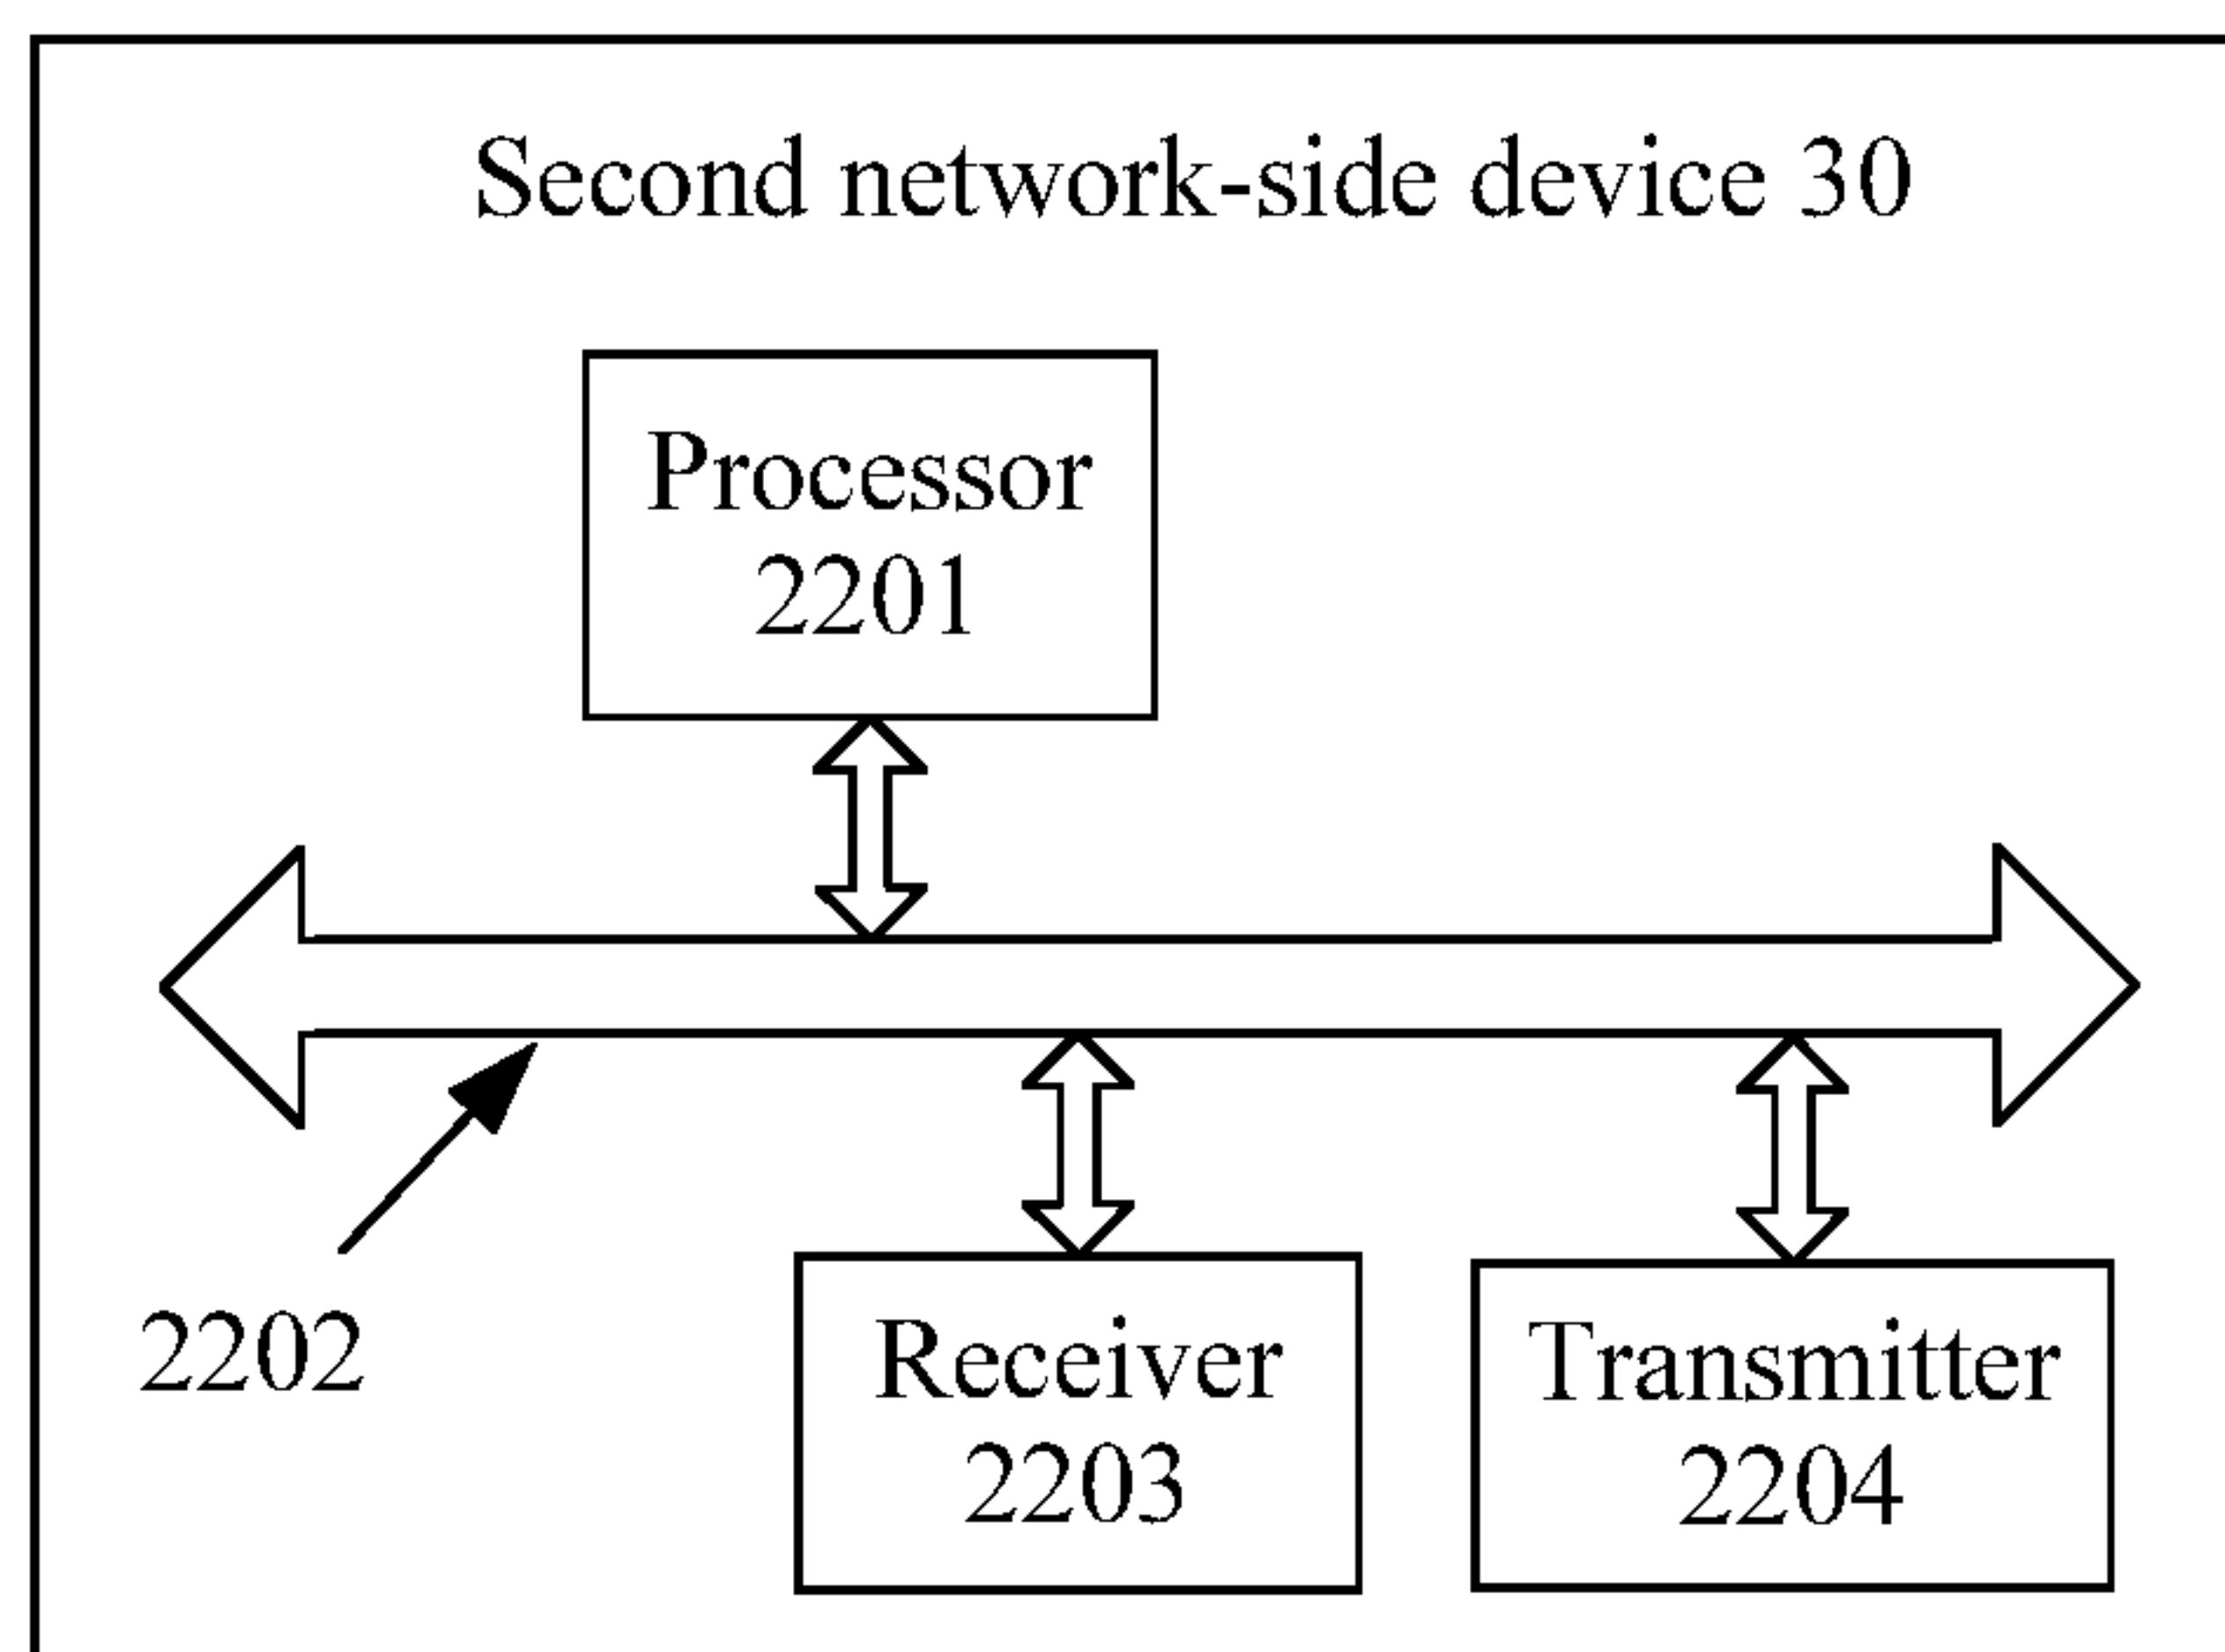 Second network-side device 30
Processor
2201
2202
Receiver
2203
Transmitter
2204